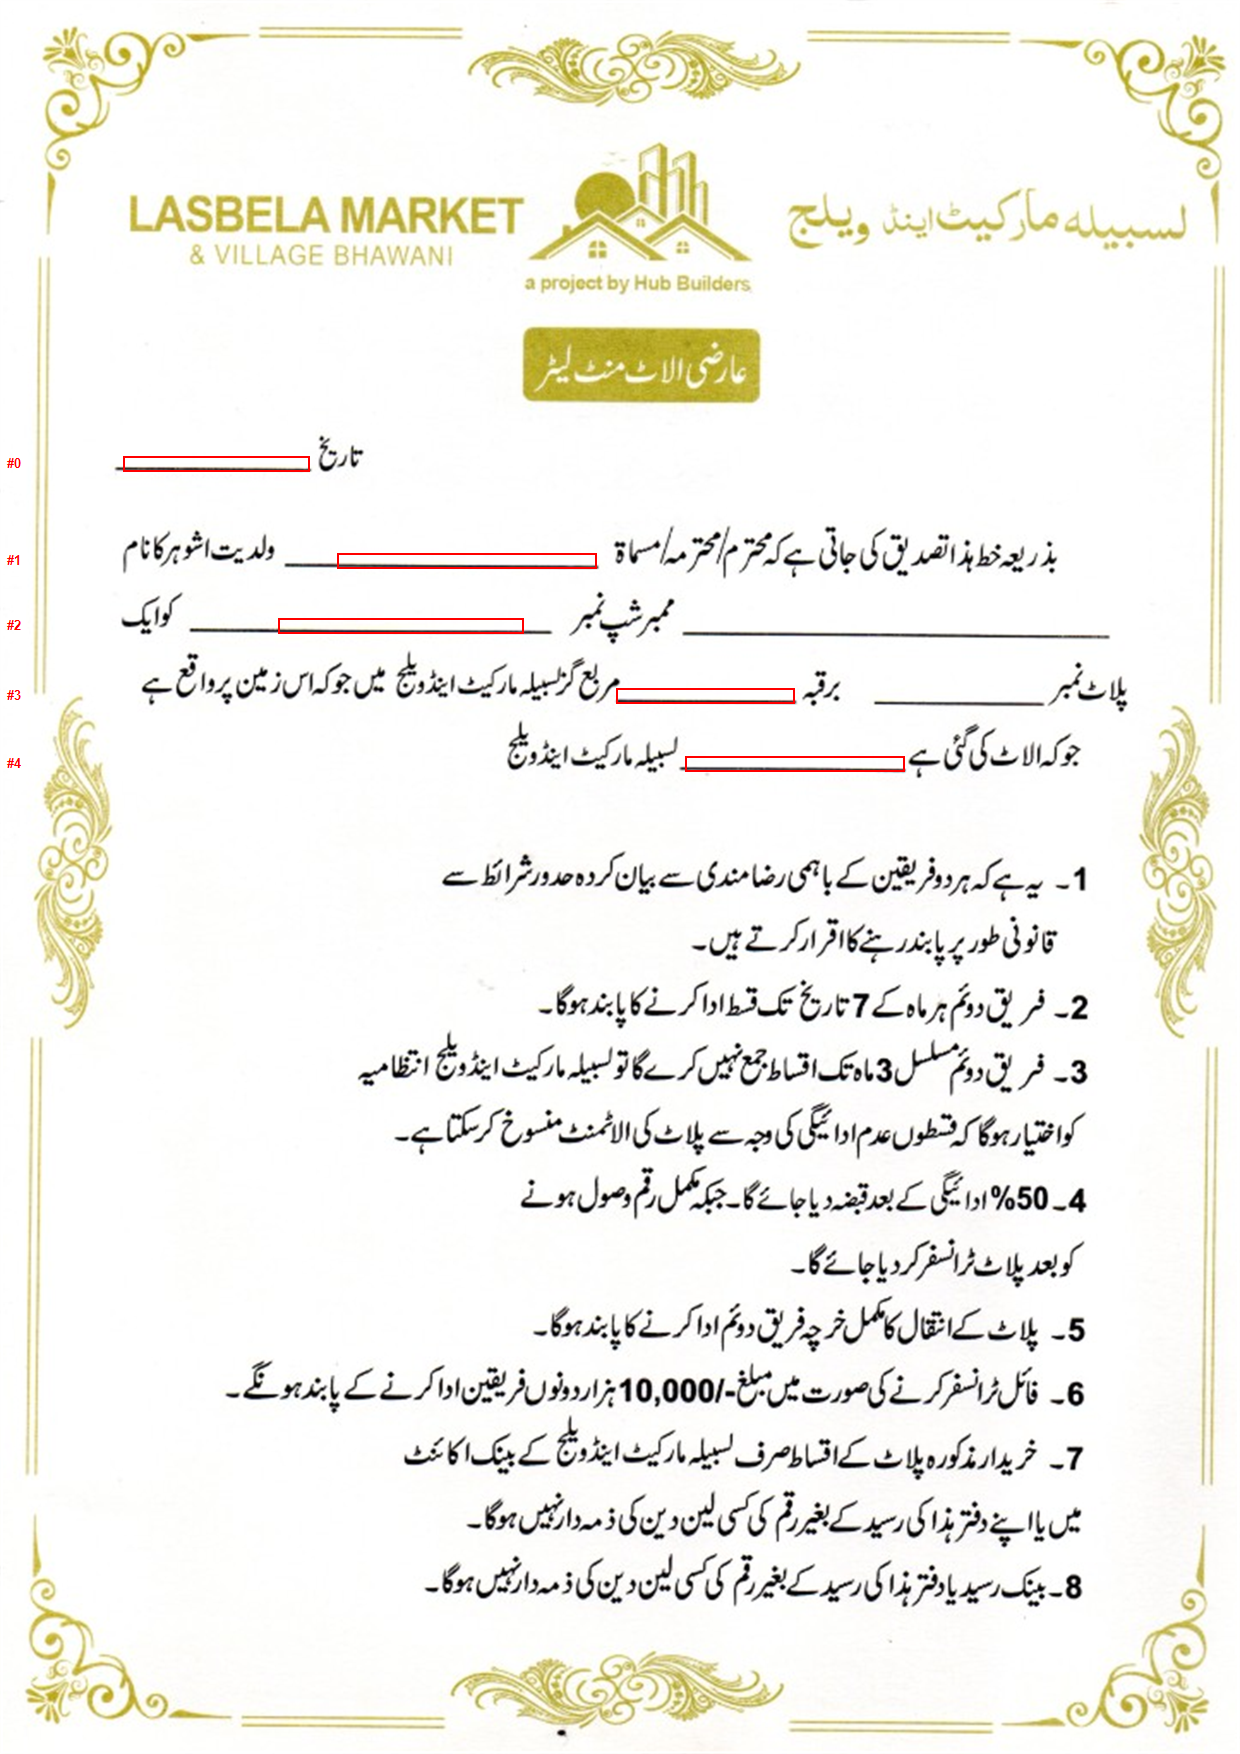 LASBELA MARKET
& VILLAGE BHAWANI
a project by Hub Builders
لسبیلہ مارکیٹ اینڈ ویلج
عارضی الاٹ منٹ لیٹر
#0
تاریخ
#1
بذریعہ خط ہذا تصدیق کی جاتی ہے کہ محترم/محترمہ/مسماۃ ولدیت اشوہر کا نام
#2
ممبر شپ نمبر کو ایک
#3
پلاٹ نمبر برقبہ مربع گز لسبیلہ مارکیٹ اینڈ ویلج میں جو کہ اس زمین پر واقع ہے
#4
جو کہ الاٹ کی گئی ہے لسبیلہ مارکیٹ اینڈ ویلج
1۔ یہ ہے کہ ہر دو فریقین کے باہمی رضا مندی سے بیان کردہ حدور شرائط سے
قانونی طور پر پابند رہنے کا اقرار کرتے ہیں۔
2۔ فریق دوئم ہر ماہ کے 7 تاریخ تک قسط ادا کرنے کا پابند ہوگا۔
3۔ فریق دوئم مسلسل 3 ماہ تک اقساط جمع نہیں کرے گا تو لسبیلہ مارکیٹ اینڈ ویلج انتظامیہ
کو اختیار ہوگا کہ قسطوں عدم ادائیگی کی وجہ سے پلاٹ کی الاٹمنٹ منسوخ کر سکتا ہے۔
4۔ 50% ادائیگی کے بعد قبضہ دیا جائے گا۔ جبکہ مکمل رقم وصول ہونے
کو بعد پلاٹ ٹرانسفر کر دیا جائے گا۔
5۔ پلاٹ کے انتقال کا مکمل خرچہ فریق دوئم ادا کرنے کا پابند ہوگا۔
6۔ فائل ٹرانسفر کرنے کی صورت میں مبلغ -/10,000 ہزار دونوں فریقین ادا کرنے کے پابند ہونگے۔
7۔ خریدار مذکورہ پلاٹ کے اقساط صرف لسبیلہ مارکیٹ اینڈ ویلج کے بینک اکائنٹ
میں یا اپنے دفتر ہذا کی رسید کے بغیر رقم کی کسی لین دین کی ذمہ دار نہیں ہوگا۔
8۔ بینک رسید یا دفتر ہذا کی رسید کے بغیر رقم کی کسی لین دین کی ذمہ دار نہیں ہوگا۔